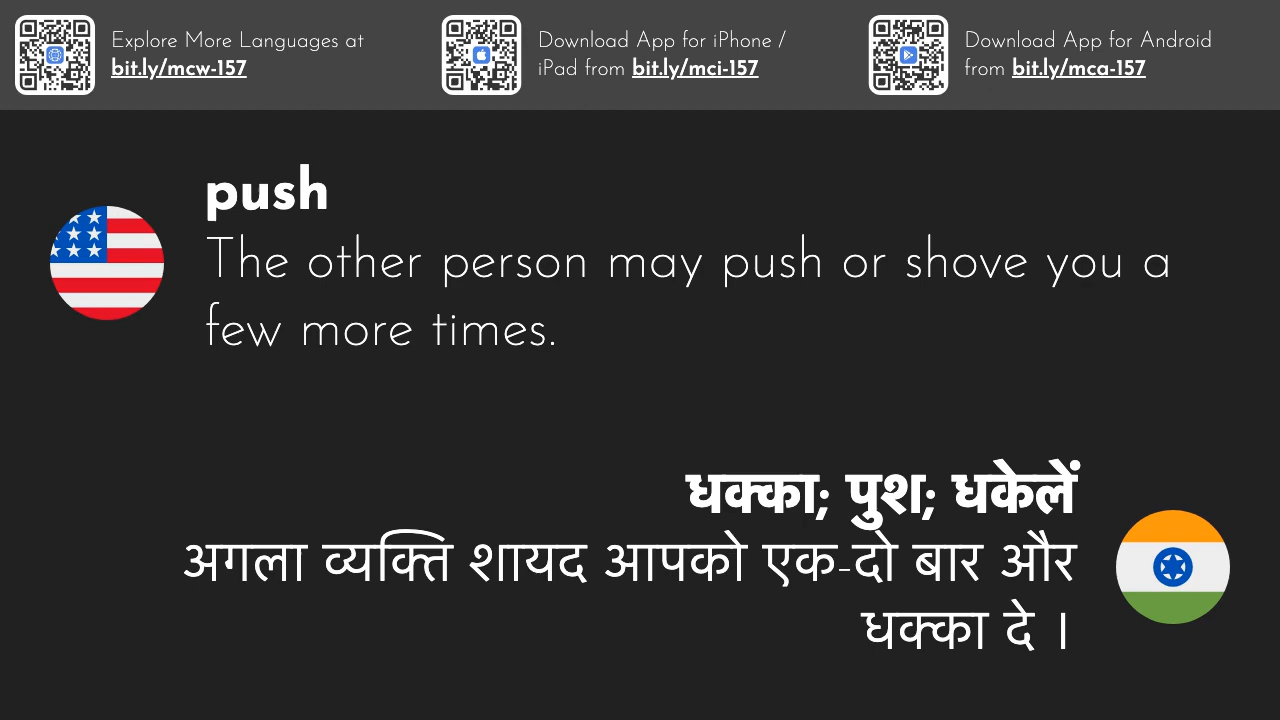 Explore More Languages at
bit.ly/mcw-157
Download App for iPhone /
iPad from bit.ly/mci-157
Download App for Android
from bit.ly/mca-157
push
The other person may push or shove you a
few more times.
धक्का; पुश; धकेलें
अगला व्यक्ति शायद आपको एक-दो बार और
धक्का दे ।